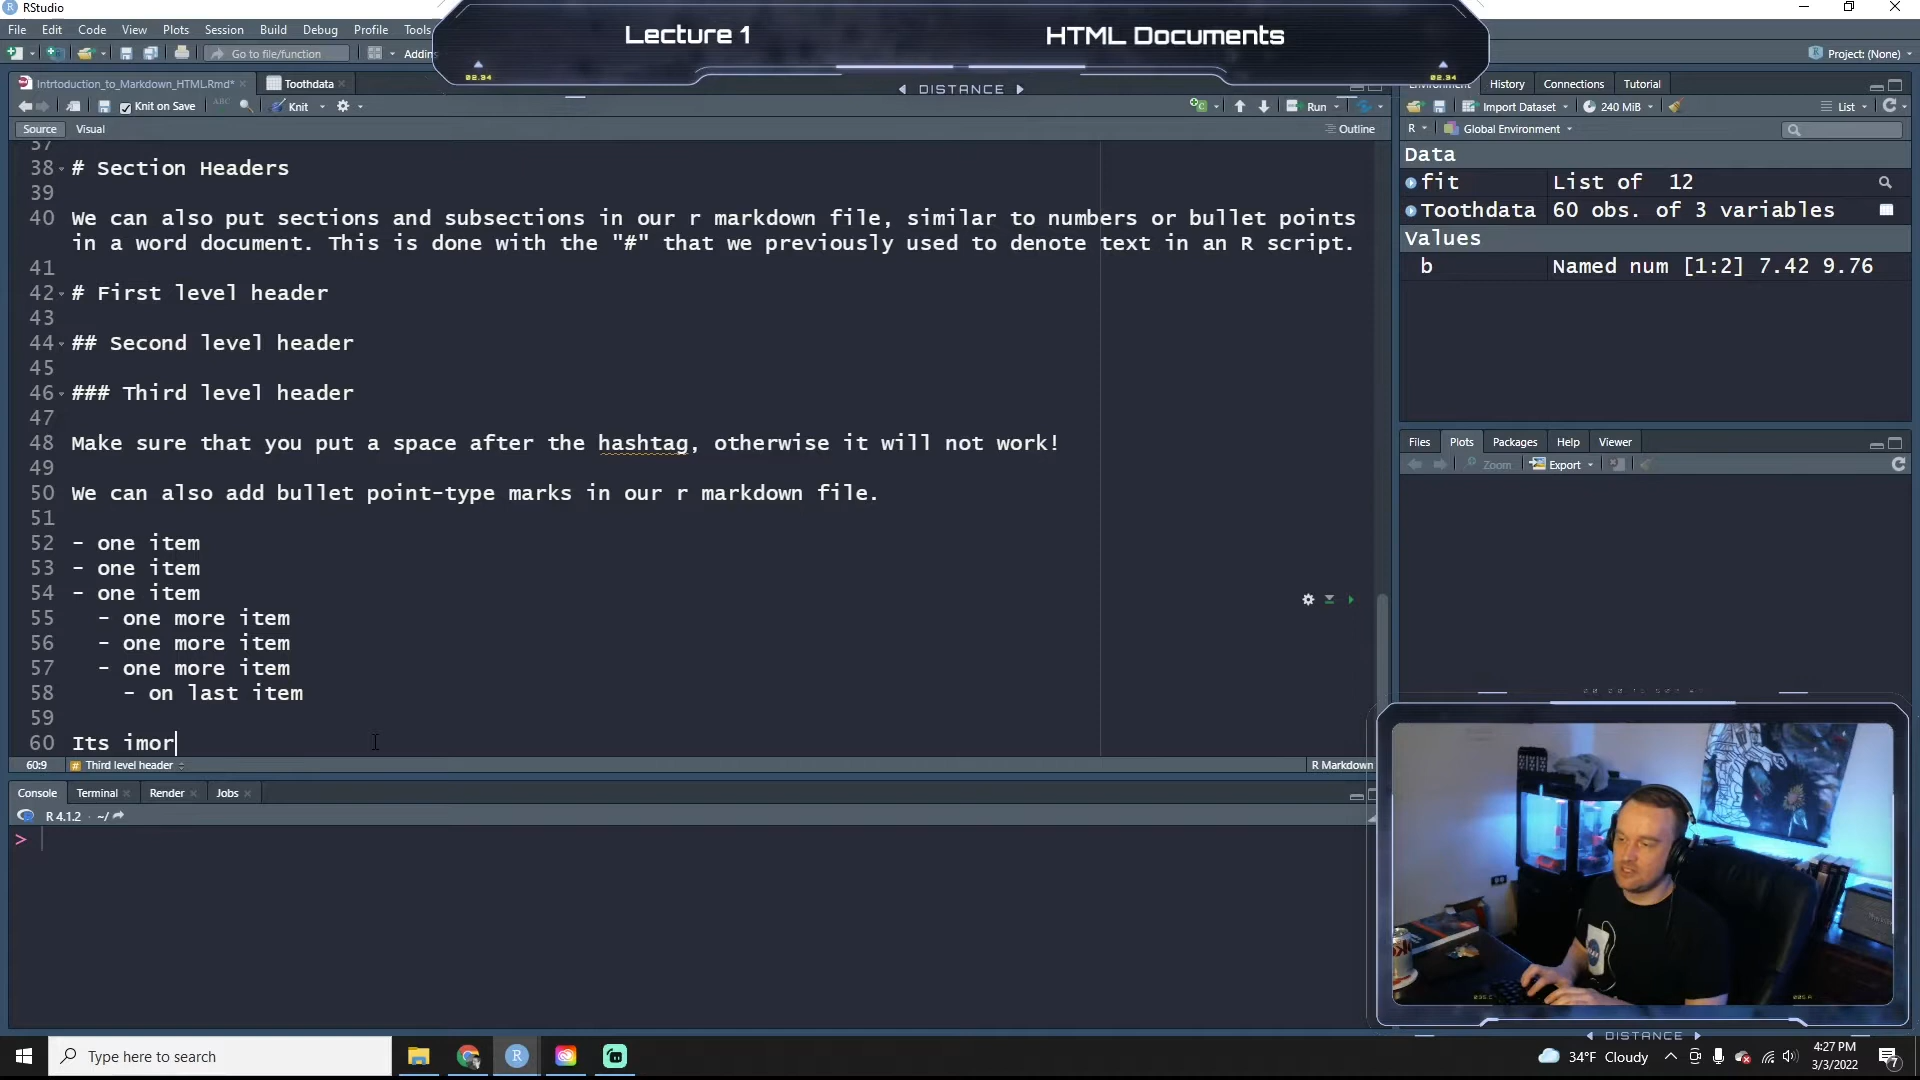 RStudio
File Edit Code View Plots Session Build Debug Profile Tools
Lecture 1 HTML Documents
Go to file/function
Addins
Project: (None)
02.34 02.34
DISTANCE
Intrtoduction_to_Markdown_HTML.Rmd*
Toothdata
Knit on Save
ABC
Knit
Run
Source Visual
Outline
37
38 # Section Headers
39
40 We can also put sections and subsections in our r markdown file, similar to numbers or bullet points
in a word document. This is done with the "#" that we previously used to denote text in an R script.
41
42 # First level header
43
44 ## Second level header
45
46 ### Third level header
47
48 Make sure that you put a space after the hashtag, otherwise it will not work!
49
50 We can also add bullet point-type marks in our r markdown file.
51
52 - one item
53 - one item
54 - one item
55 - one more item
56 - one more item
57 - one more item
58 - on last item
59
60 Its imor
60:9 # Third level header
R Markdown
Console Terminal Render Jobs
R 4.1.2 · ~/
>
History Connections Tutorial
Import Dataset 240 MiB List
R Global Environment
Data
fit List of 12
Toothdata 60 obs. of 3 variables
Values
b Named num [1:2] 7.42 9.76
Files Plots Packages Help Viewer
Zoom Export
DISTANCE
Type here to search
34°F Cloudy
4:27 PM
3/3/2022
7